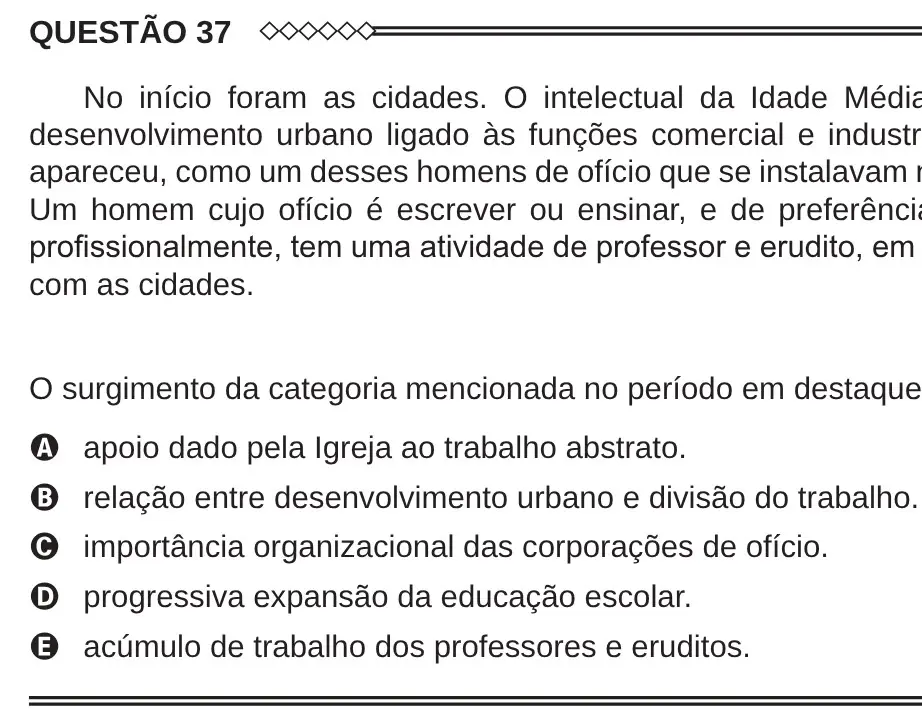 QUESTÃO 37
No início foram as cidades. O intelectual da Idade
desenvolvimento urbano ligado às funções comercial e
apareceu, como um desses homens de ofício que se instalavam
Um homem cujo ofício é escrever ou ensinar, e de
profissionalmente, tem uma atividade de professor e erudito, em
com as cidades.
O surgimento da categoria mencionada no período em destaque
A apoio dado pela Igreja ao trabalho abstrato.
B relação entre desenvolvimento urbano e divisão do trabalho.
C importância organizacional das corporações de ofício.
D progressiva expansão da educação escolar.
E acúmulo de trabalho dos professores e eruditos.